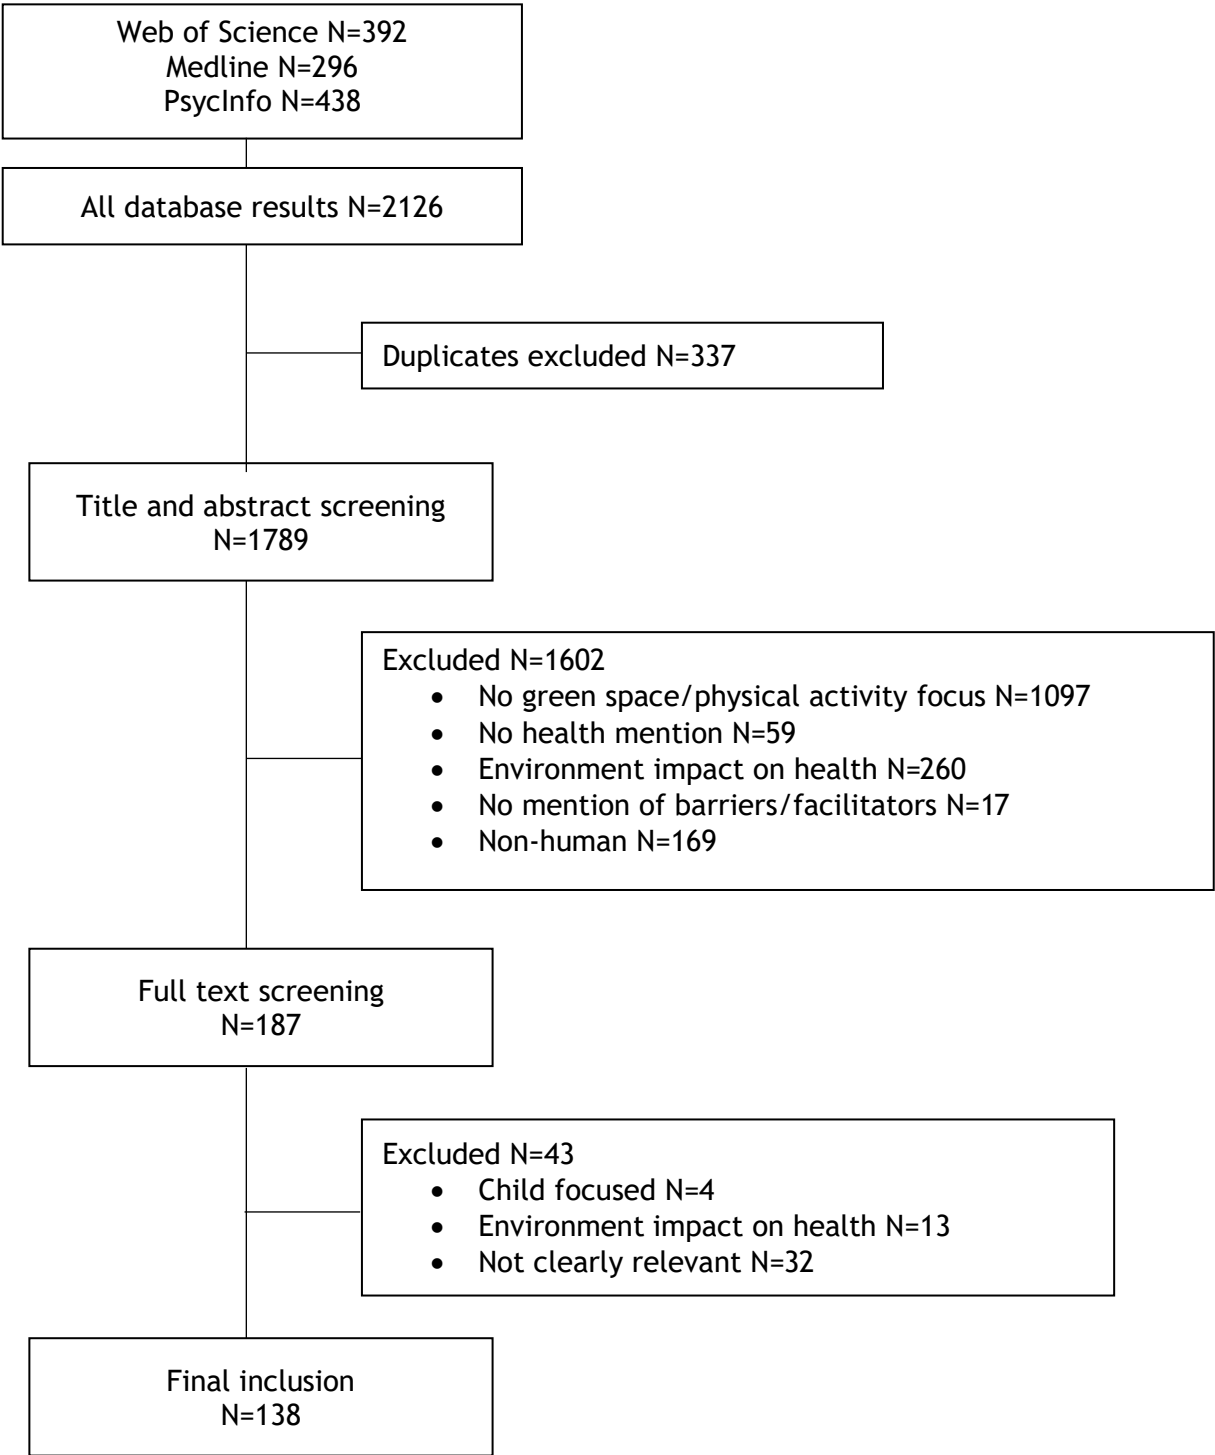 Web of Science N=392
Medline N=296
PsycInfo N=438
All database results N=2126
Duplicates excluded N=337
Title and abstract screening
N=1789
Excluded N=1602
• No green space/physical activity focus N=1097
• No health mention N=59
• Environment impact on health N=260
• No mention of barriers/facilitators N=17
• Non-human N=169
Full text screening
N=187
Excluded N=43
• Child focused N=4
• Environment impact on health N=13
• Not clearly relevant N=32
Final inclusion
N=138